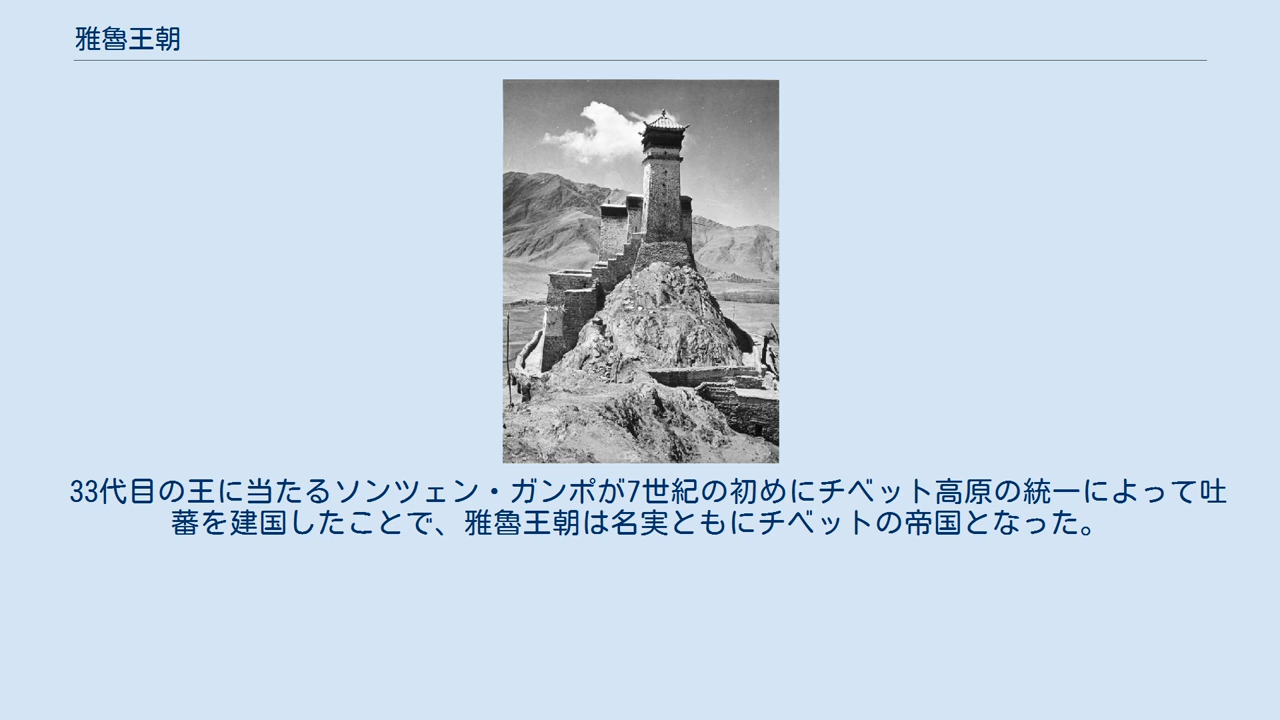 雅魯王朝
33代目の王に当たるソンツェン・ガンポが7世紀の初めにチベット高原の統一によって吐
蕃を建国したことで、雅魯王朝は名実ともにチベットの帝国となった。